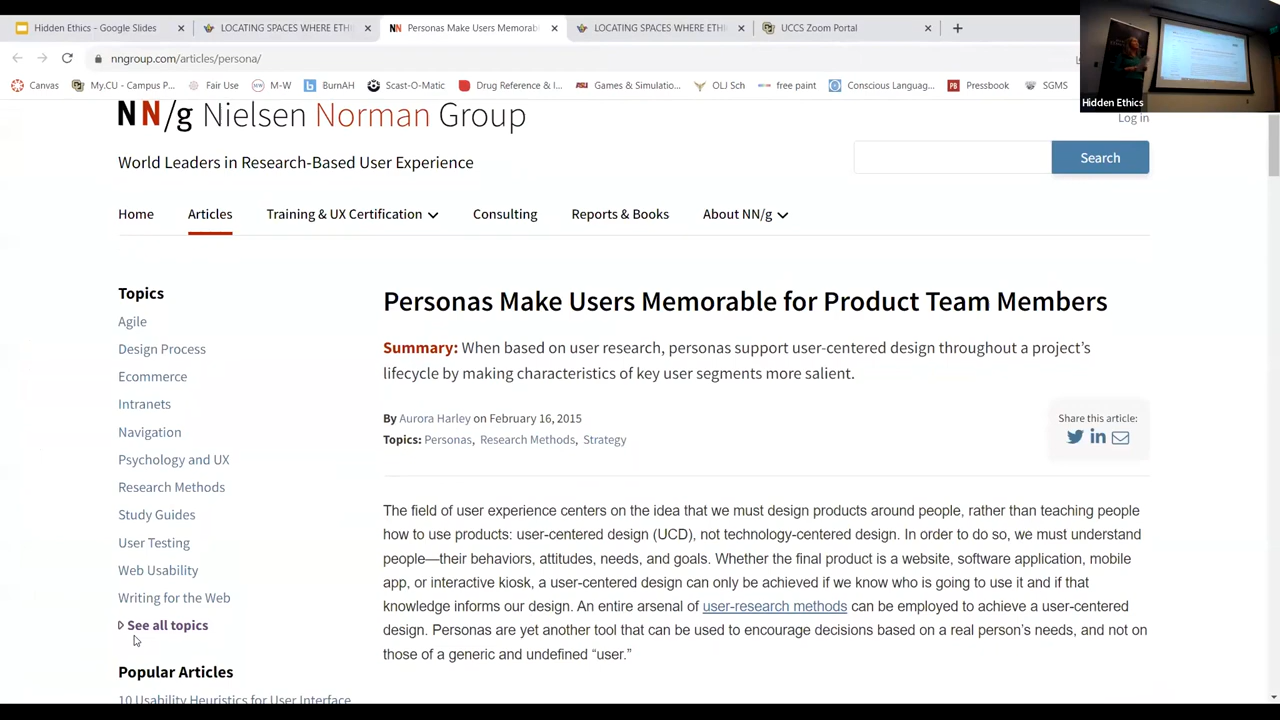 Hidden Ethics - Google Slides
LOCATING SPACES WHERE ETHI
Personas Make Users Memorabl
LOCATING SPACES WHERE ETHI
UCCS Zoom Portal
nngroup.com/articles/persona/
Canvas
My.CU - Campus P...
Fair Use
M-W
BurnAH
Scast-O-Matic
Drug Reference & I...
Games & Simulatio...
OLJ Sch
free paint
Conscious Languag...
Pressbook
SGMS
Hidden Ethics
Log in
NN/g Nielsen Norman Group
World Leaders in Research-Based User Experience
Search
Home Articles Training & UX Certification Consulting Reports & Books About NN/g
Topics
Agile
Design Process
Ecommerce
Intranets
Navigation
Psychology and UX
Research Methods
Study Guides
User Testing
Web Usability
Writing for the Web
See all topics
Popular Articles
10 Usability Heuristics for User Interface
Personas Make Users Memorable for Product Team Members
Summary: When based on user research, personas support user-centered design throughout a project’s
lifecycle by making characteristics of key user segments more salient.
By Aurora Harley on February 16, 2015
Topics: Personas, Research Methods, Strategy
Share this article:
The field of user experience centers on the idea that we must design products around people, rather than teaching people
how to use products: user-centered design (UCD), not technology-centered design. In order to do so, we must understand
people—their behaviors, attitudes, needs, and goals. Whether the final product is a website, software application, mobile
app, or interactive kiosk, a user-centered design can only be achieved if we know who is going to use it and if that
knowledge informs our design. An entire arsenal of user-research methods can be employed to achieve a user-centered
design. Personas are yet another tool that can be used to encourage decisions based on a real person’s needs, and not on
those of a generic and undefined “user.”